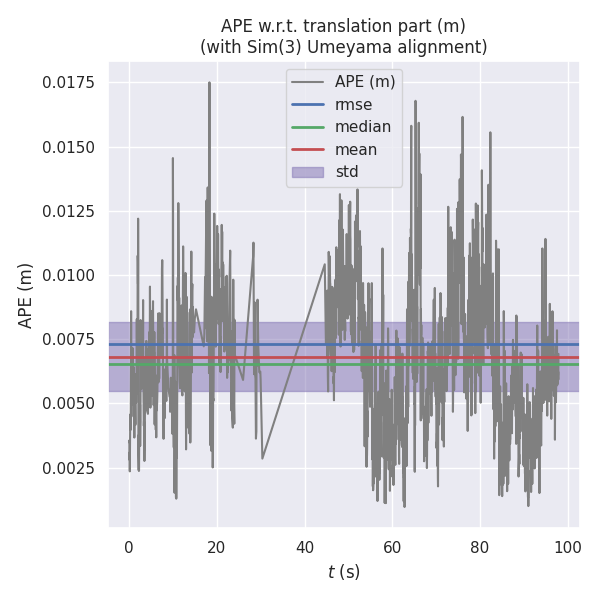 APE w.r.t. translation part (m)
(with Sim(3) Umeyama alignment)
APE (m)
rmse
median
mean
std
APE (m)
0.0175
0.0150
0.0125
0.0100
0.0075
0.0050
0.0025
0 20 40 60 80 100
t (s)